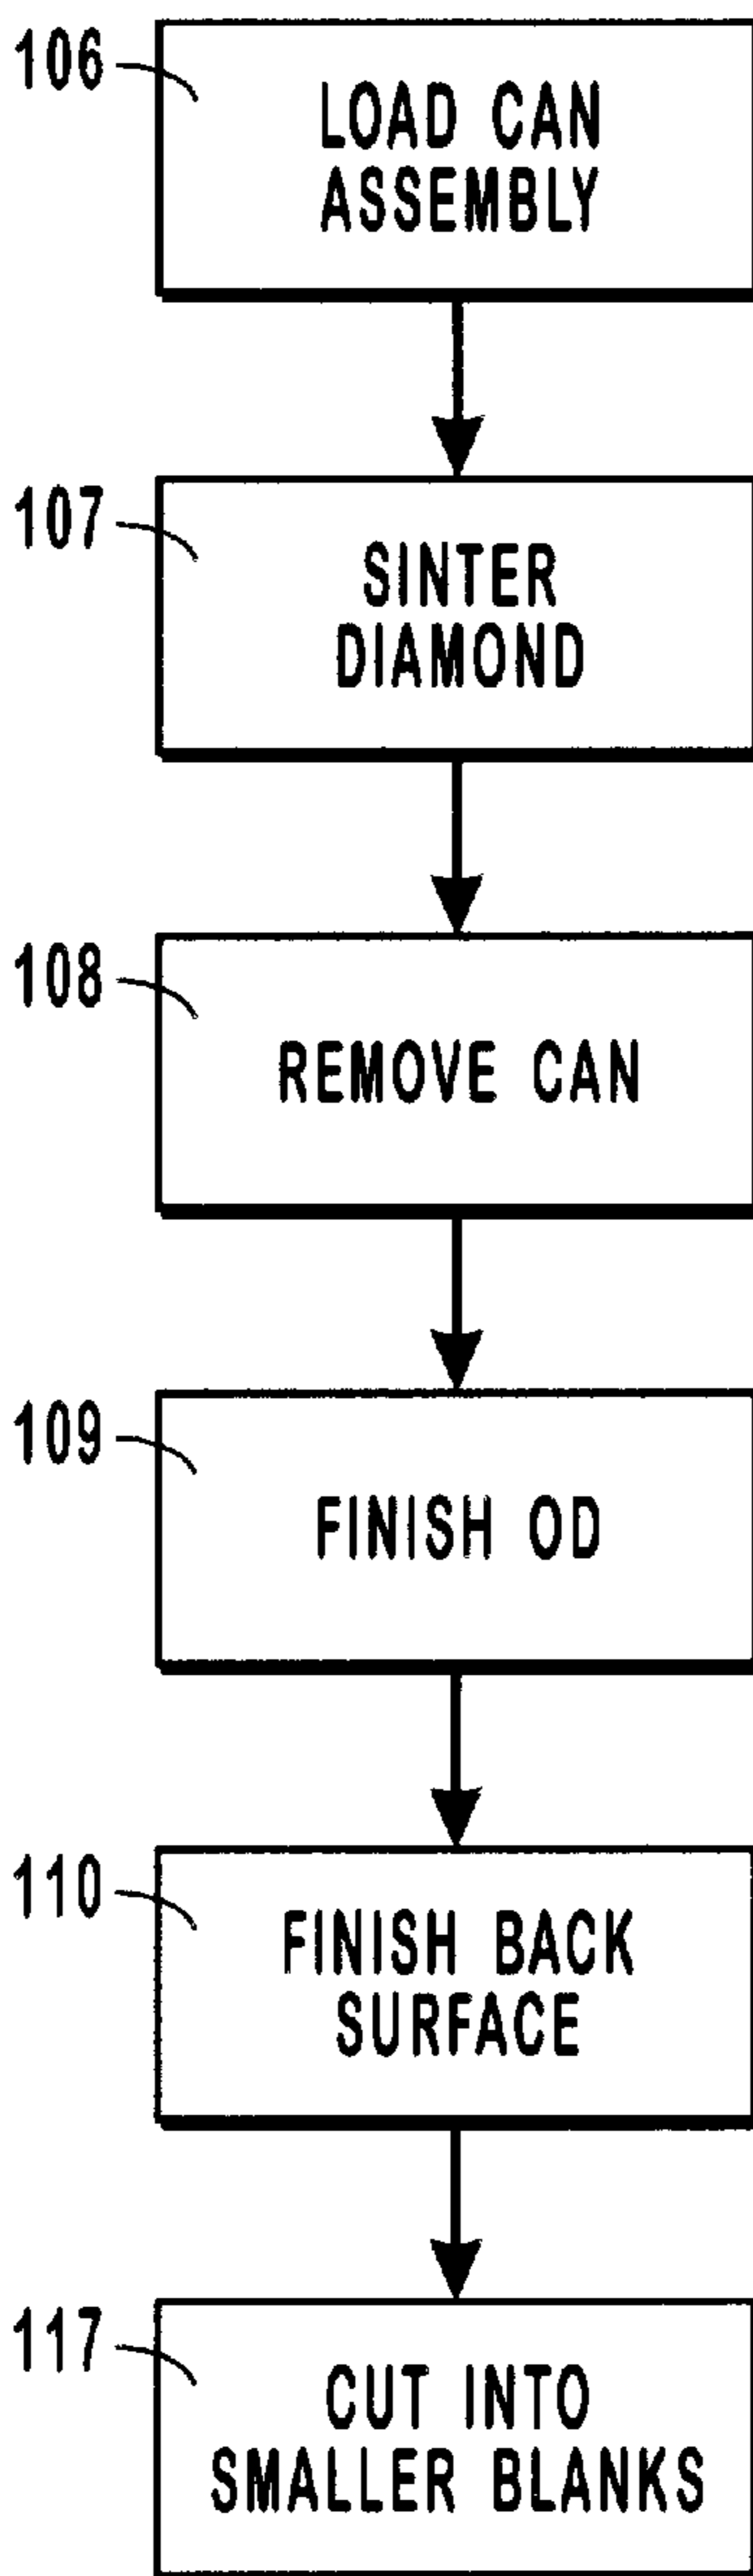 106
LOAD CAN
ASSEMBLY
107
SINTER
DIAMOND
108
REMOVE CAN
109
FINISH OD
110
FINISH BACK
SURFACE
117
CUT INTO
SMALLER BLANKS